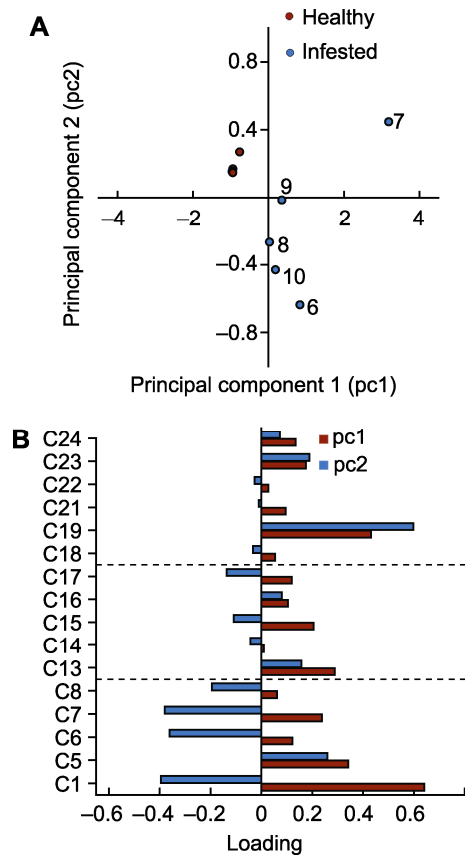 A
Healthy
Infested
Principal component 2 (pc2)
0.8
0.4
7
9
–4
–2
2
4
8
–0.4
10
6
–0.8
Principal component 1 (pc1)
B
pc1
pc2
C24
C23
C22
C21
C19
C18
C17
C16
C15
C14
C13
C8
C7
C6
C5
C1
–0.6 –0.4 –0.2 0 0.2 0.4 0.6
Loading